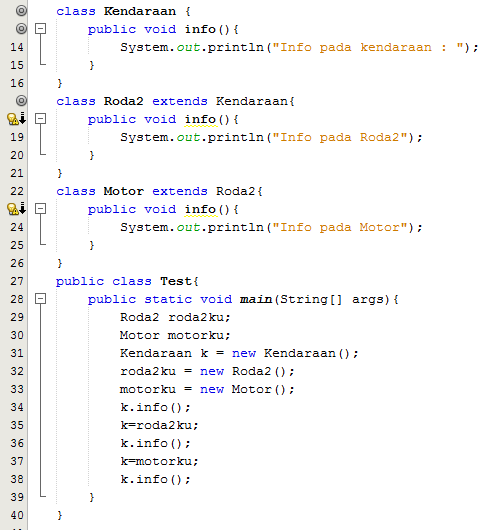 class Kendaraan {
public void info(){
14 System.out.println("Info pada kendaraan : ");
15 }
16 }
class Roda2 extends Kendaraan{
public void info(){
19 System.out.println("Info pada Roda2");
20 }
21 }
22 class Motor extends Roda2{
public void info(){
24 System.out.println("Info pada Motor");
25 }
26 }
27 public class Test{
28 public static void main(String[] args){
29 Roda2 roda2ku;
30 Motor motorku;
31 Kendaraan k = new Kendaraan();
32 roda2ku = new Roda2();
33 motorku = new Motor();
34 k.info();
35 k=roda2ku;
36 k.info();
37 k=motorku;
38 k.info();
39 }
40 }